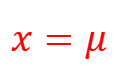 x = μ